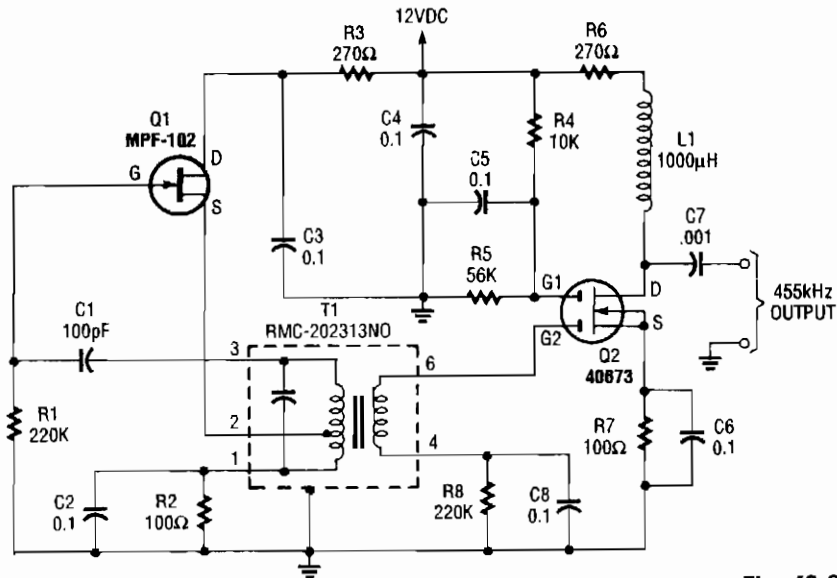 12VDC
R3
270Ω
R6
270Ω
Q1
MPF-102
D
G
S
C4
0.1
R4
10K
L1
1000µH
C5
0.1
C3
0.1
C7
.001
R5
56K
G1
D
G2
S
Q2
40673
455kHz
OUTPUT
C1
100pF
T1
RMC-202313NO
3
6
2
1
4
R1
220K
C2
0.1
R2
100Ω
R8
220K
C8
0.1
R7
100Ω
C6
0.1